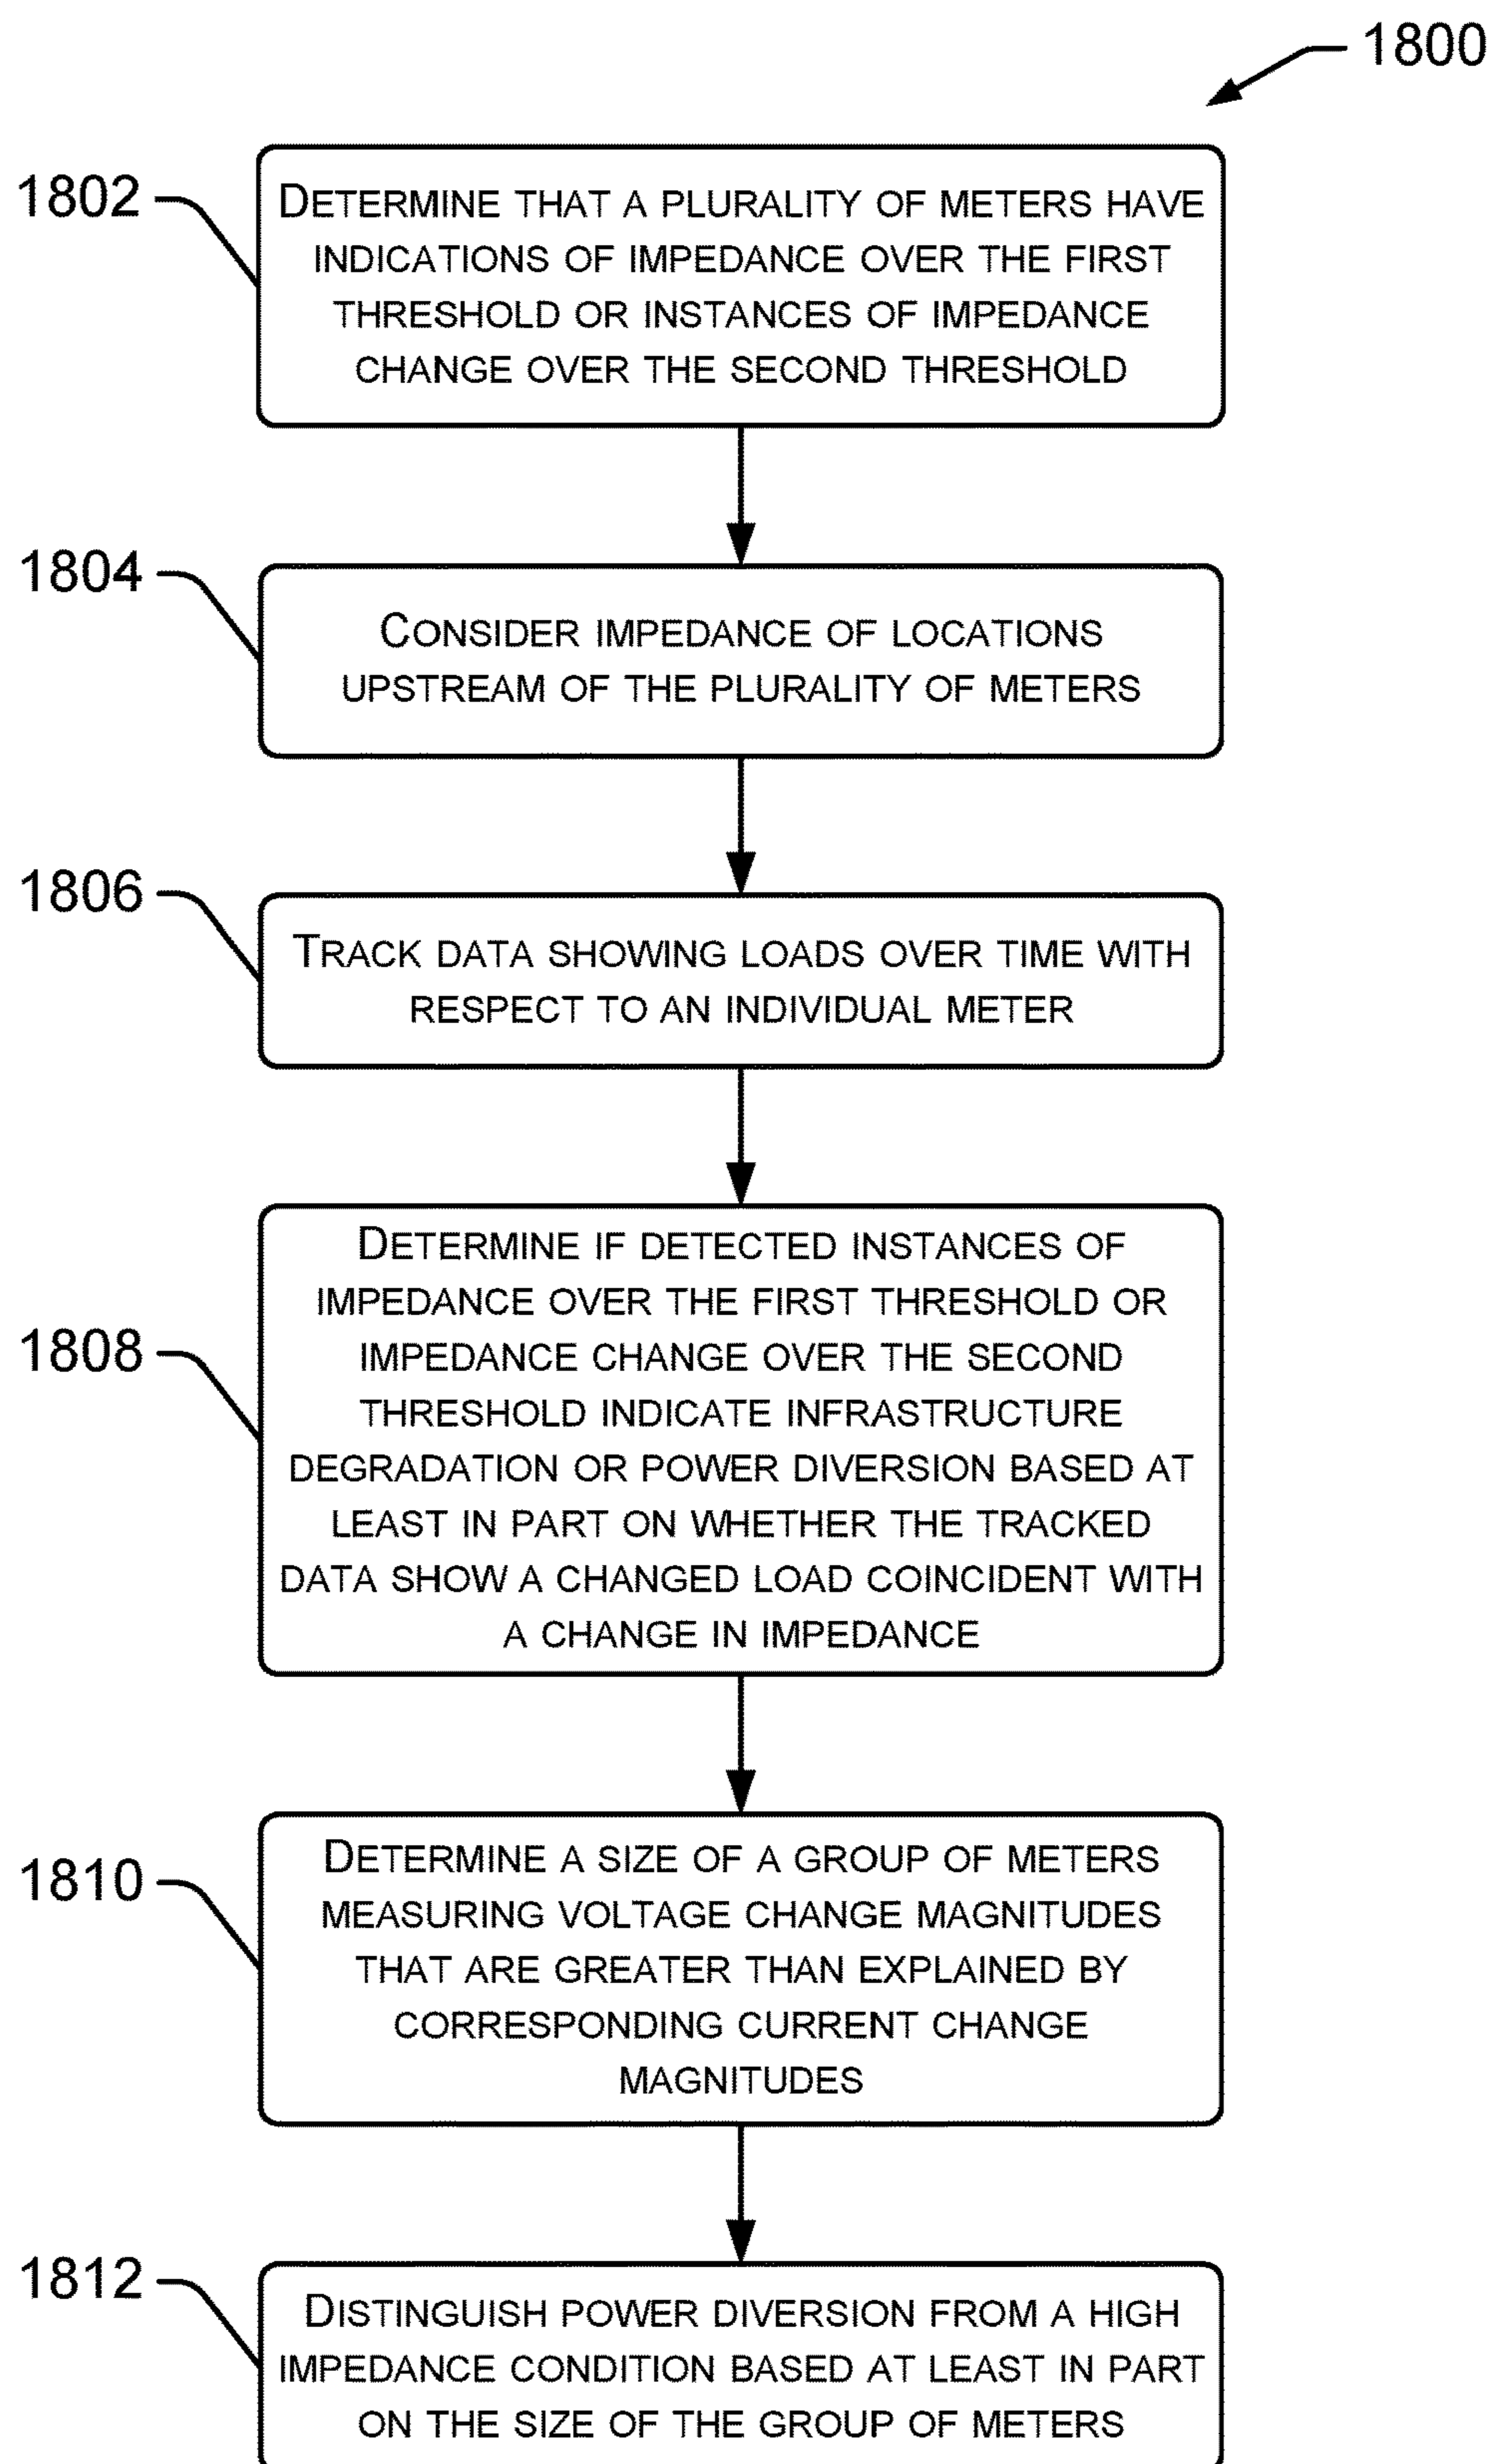 1800
1802
DETERMINE THAT A PLURALITY OF METERS HAVE
INDICATIONS OF IMPEDANCE OVER THE FIRST
THRESHOLD OR INSTANCES OF IMPEDANCE
CHANGE OVER THE SECOND THRESHOLD
1804
CONSIDER IMPEDANCE OF LOCATIONS
UPSTREAM OF THE PLURALITY OF METERS
1806
TRACK DATA SHOWING LOADS OVER TIME WITH
RESPECT TO AN INDIVIDUAL METER
1808
DETERMINE IF DETECTED INSTANCES OF
IMPEDANCE OVER THE FIRST THRESHOLD OR
IMPEDANCE CHANGE OVER THE SECOND
THRESHOLD INDICATE INFRASTRUCTURE
DEGRADATION OR POWER DIVERSION BASED AT
LEAST IN PART ON WHETHER THE TRACKED
DATA SHOW A CHANGED LOAD COINCIDENT WITH
A CHANGE IN IMPEDANCE
1810
DETERMINE A SIZE OF A GROUP OF METERS
MEASURING VOLTAGE CHANGE MAGNITUDES
THAT ARE GREATER THAN EXPLAINED BY
CORRESPONDING CURRENT CHANGE
MAGNITUDES
1812
DISTINGUISH POWER DIVERSION FROM A HIGH
IMPEDANCE CONDITION BASED AT LEAST IN PART
ON THE SIZE OF THE GROUP OF METERS